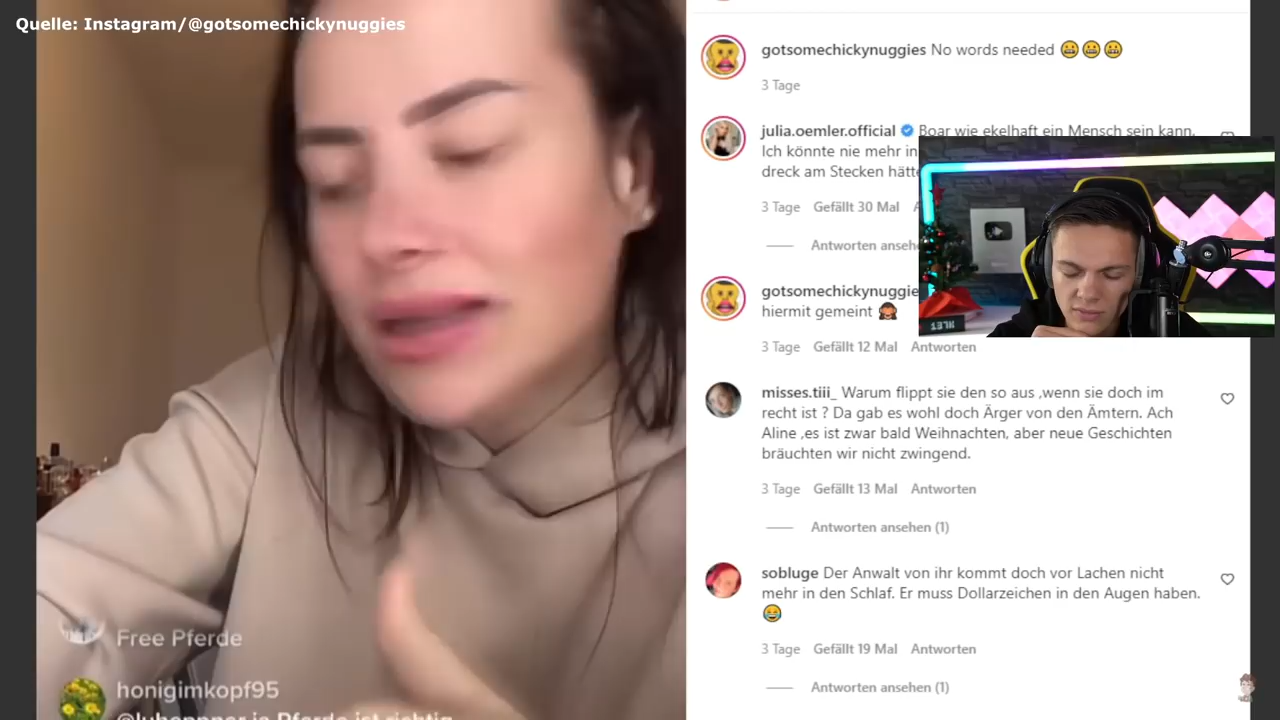 Quelle: Instagram/@gotsomechickynuggies
gotsomechickynuggies No words needed 😬😬😬
3 Tage
julia.oemler.official Boar wie ekelhaft ein Mensch sein kann.
Ich könnte nie mehr in
dreck am Stecken hätte
3 Tage Gefällt 30 Mal
Antworten
gotsomechickynuggies
hiermit gemeint 🙈
3 Tage Gefällt 12 Mal Antworten
misses.tiii_ Warum flippt sie den so aus ,wenn sie doch im
recht ist ? Da gab es wohl doch Ärger von den Ämtern. Ach
Aline ,es ist zwar bald Weihnachten, aber neue Geschichten
bräuchten wir nicht zwingend.
3 Tage Gefällt 13 Mal Antworten
Antworten ansehen (1)
sobluge Der Anwalt von ihr kommt doch vor Lachen nicht
mehr in den Schlaf. Er muss Dollarzeichen in den Augen haben.
😂
3 Tage Gefällt 19 Mal Antworten
Antworten ansehen (1)
Free Pferde
honigimkopf95
ja Pferde ist richtig